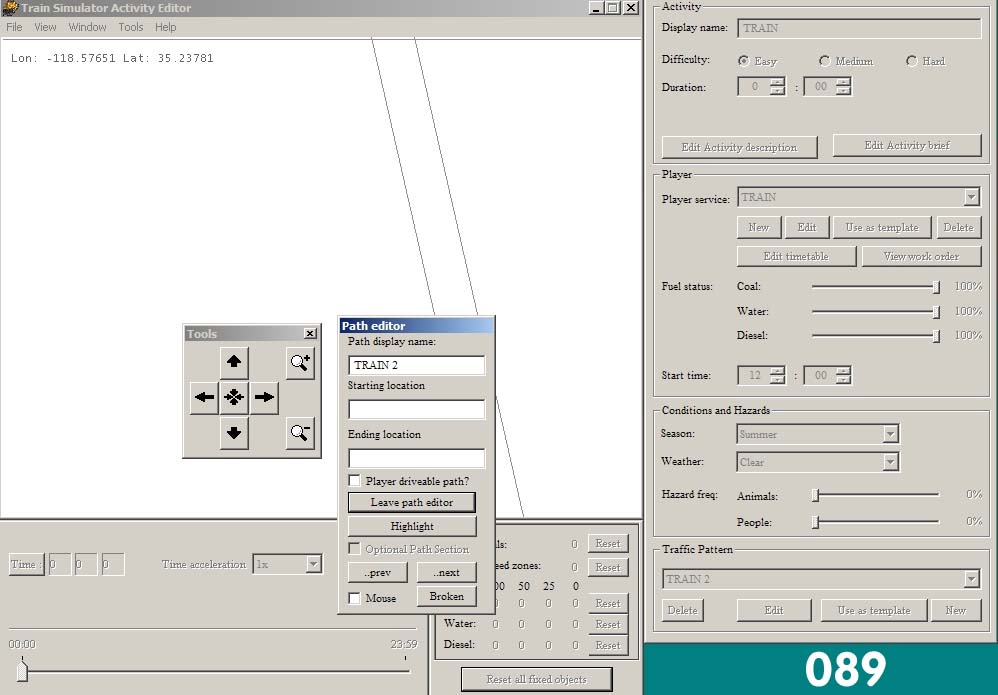 Train Simulator Activity Editor
File View Window Tools Help
Lon: -118.57651 Lat: 35.23781
Tools
Path editor
Path display name:
TRAIN 2
Starting location
Ending location
Player driveable path?
Leave path editor
Highlight
Optional Path Section
..prev ..next
Mouse Broken
Time : 0 0 0 Time acceleration 1x
00:00 23:59
ls: 0 Reset
eed zones: 0 Reset
00 50 25 0
0 0 0 0 Reset
Water: 0 0 0 0 Reset
Diesel: 0 0 0 0 Reset
Reset all fixed objects
Activity
Display name: TRAIN
Difficulty: Easy Medium Hard
Duration: 0 : 00
Edit Activity description Edit Activity brief
Player
Player service: TRAIN
New Edit Use as template Delete
Edit timetable View work order
Fuel status: Coal: 100%
Water: 100%
Diesel: 100%
Start time: 12 : 00
Conditions and Hazards
Season: Summer
Weather: Clear
Hazard freq: Animals: 0%
People: 0%
Traffic Pattern
TRAIN 2
Delete Edit Use as template New
089